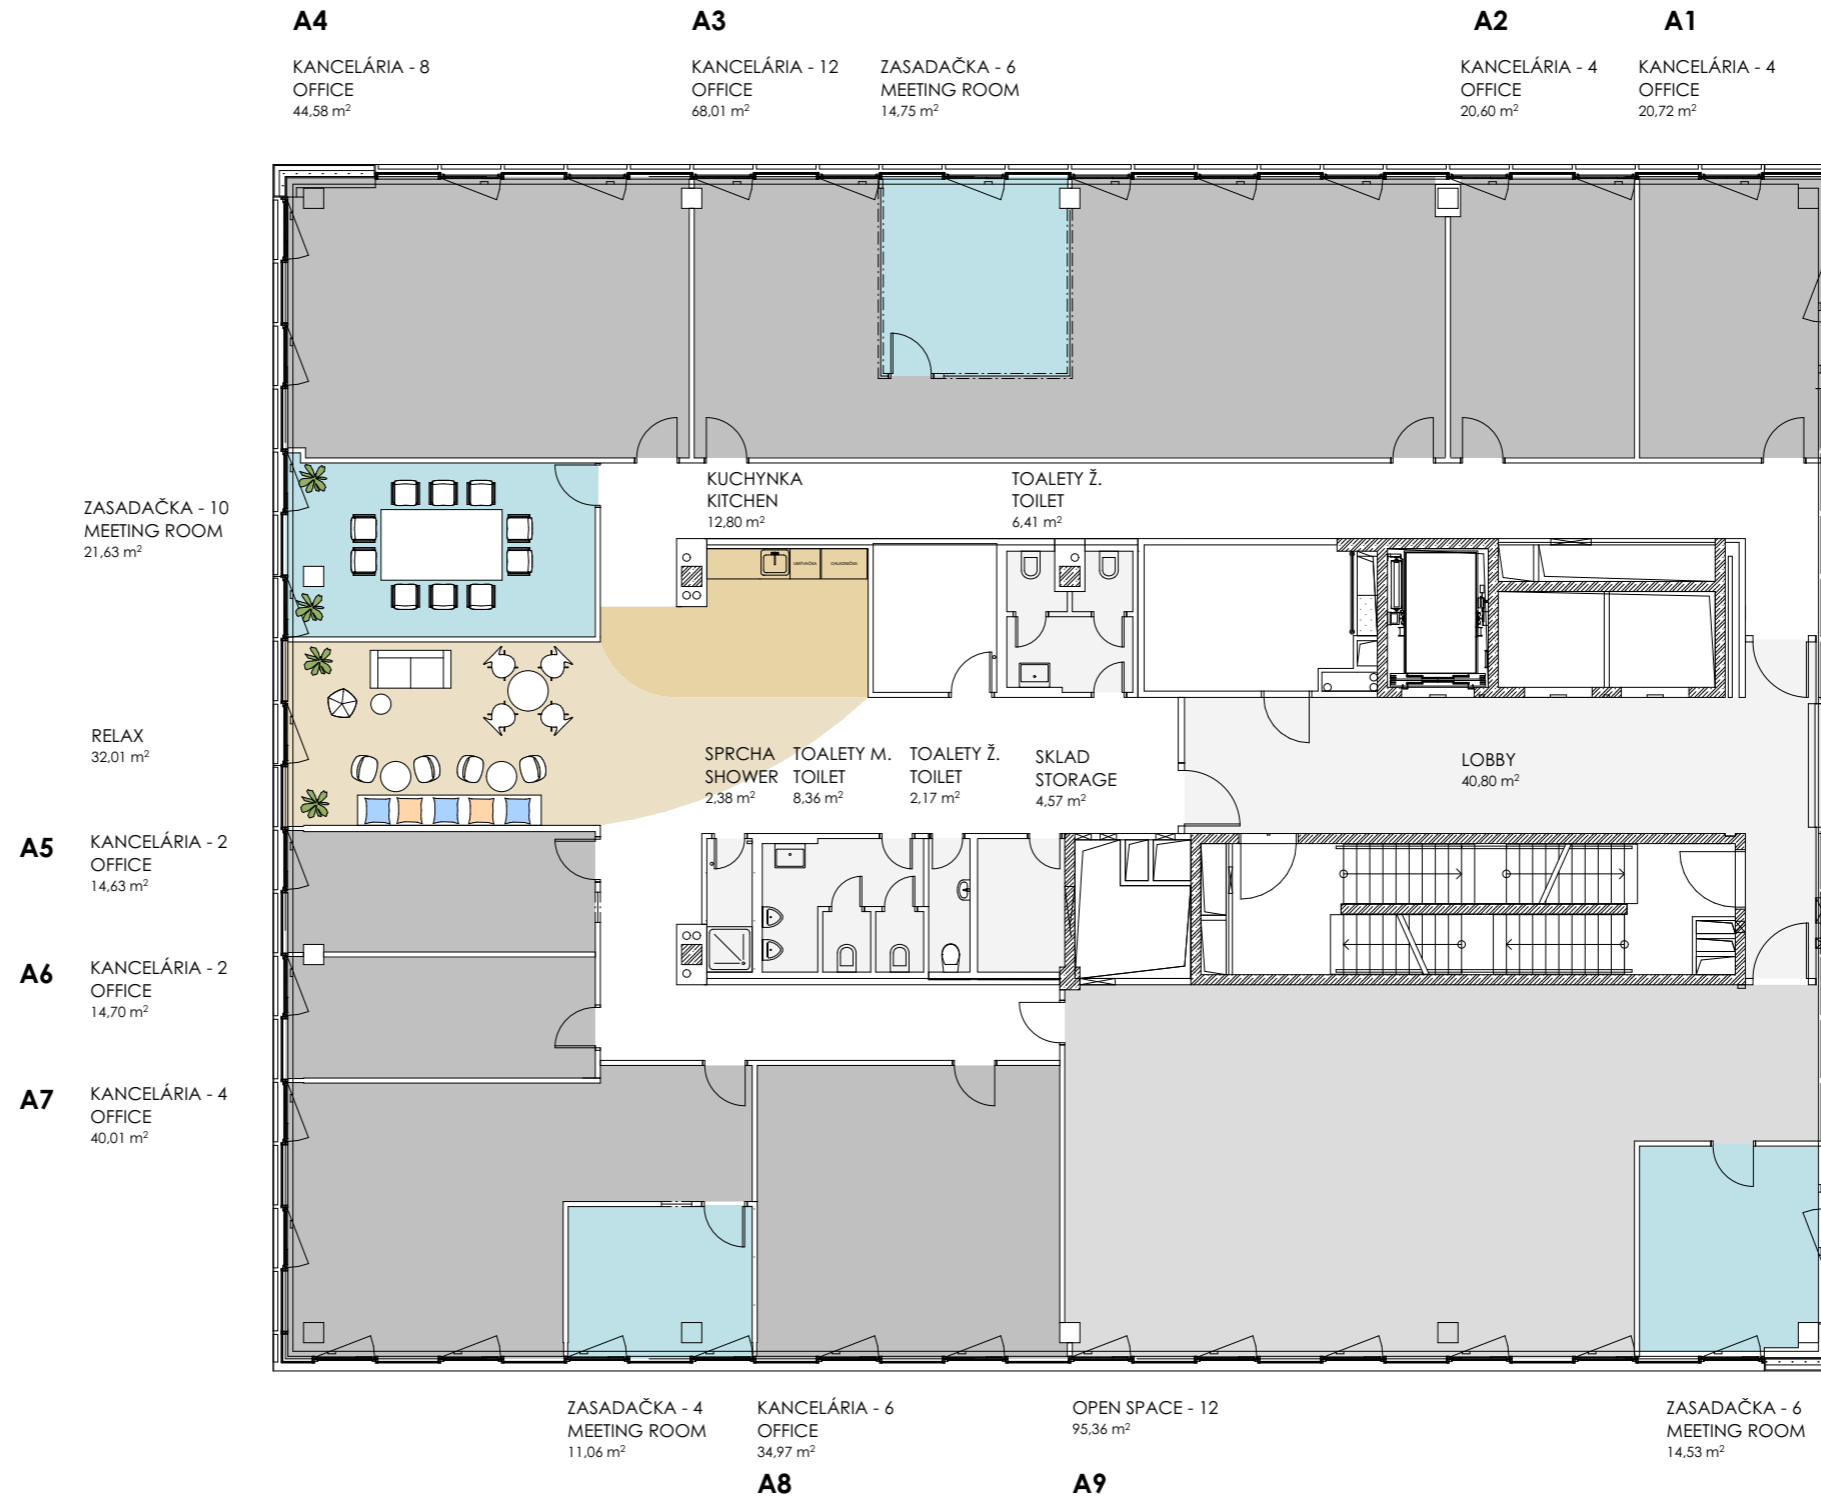 A4
A3
A2
A1
KANCELÁRIA - 8
OFFICE
44,58 m²
KANCELÁRIA - 12
OFFICE
68,01 m²
ZASADAČKA - 6
MEETING ROOM
14,75 m²
KANCELÁRIA - 4
OFFICE
20,60 m²
KANCELÁRIA - 4
OFFICE
20,72 m²
ZASADAČKA - 10
MEETING ROOM
21,63 m²
KUCHYNKA
KITCHEN
12,80 m²
TOALETY Ž.
TOILET
6,41 m²
RELAX
32,01 m²
SPRCHA
SHOWER
2,38 m²
TOALETY M.
TOILET
8,36 m²
TOALETY Ž.
TOILET
2,17 m²
SKLAD
STORAGE
4,57 m²
LOBBY
40,80 m²
A5
KANCELÁRIA - 2
OFFICE
14,63 m²
A6
KANCELÁRIA - 2
OFFICE
14,70 m²
A7
KANCELÁRIA - 4
OFFICE
40,01 m²
ZASADAČKA - 4
MEETING ROOM
11,06 m²
KANCELÁRIA - 6
OFFICE
34,97 m²
A8
OPEN SPACE - 12
95,36 m²
A9
ZASADAČKA - 6
MEETING ROOM
14,53 m²